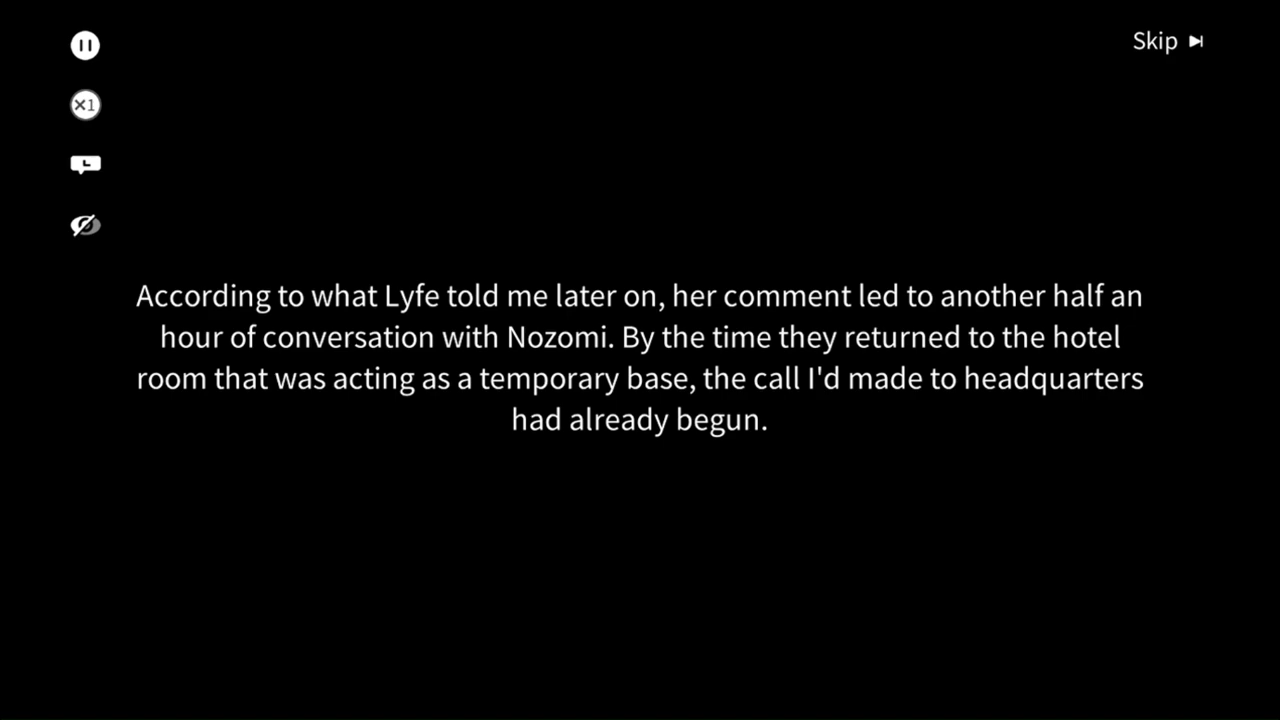 Skip
×1
According to what Lyfe told me later on, her comment led to another half an
hour of conversation with Nozomi. By the time they returned to the hotel
room that was acting as a temporary base, the call I'd made to headquarters
had already begun.